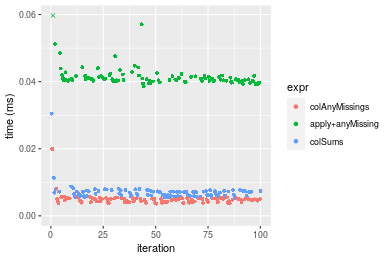 0.06
0.04
0.02
0.00
time (ms)
0
25
50
75
100
iteration
expr
colAnyMissings
apply+anyMissing
colSums